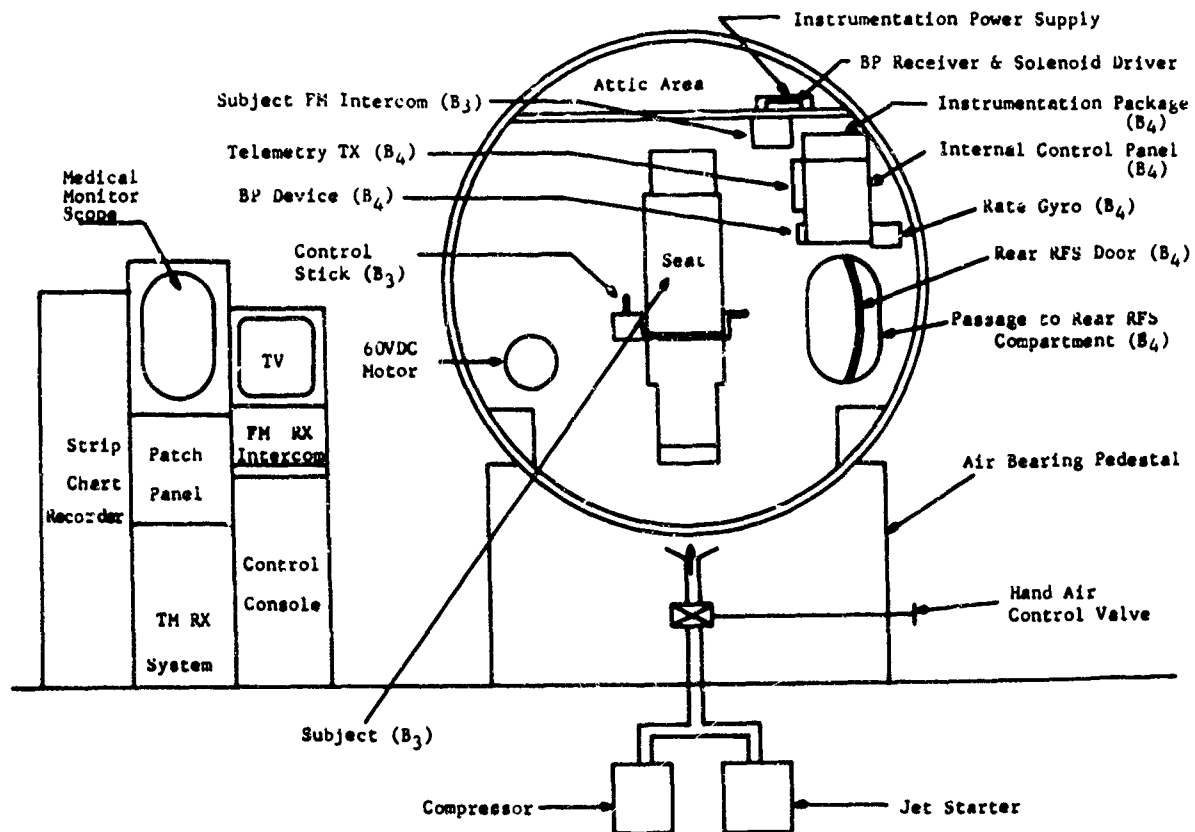 Instrumentation Power Supply
BP Receiver & Solenoid Driver
Attic Area
Subject FM Intercom (B3)
Instrumentation Package
(B4)
Telemetry TX (B4)
Internal Control Panel
(B4)
Medical
Monitor
Scope
BP Device (B4)
Rate Gyro (B4)
Control
Stick (B3)
Seat
Rear RFS Door (B4)
60VDC
Motor
Passage to Rear RFS
Compartment (B4)
TV
FM RX
Intercom
Strip
Chart
Recorder
Patch
Panel
Air Bearing Pedestal
Control
Console
Hand Air
Control Valve
TM RX
System
Subject (B3)
Compressor
Jet Starter